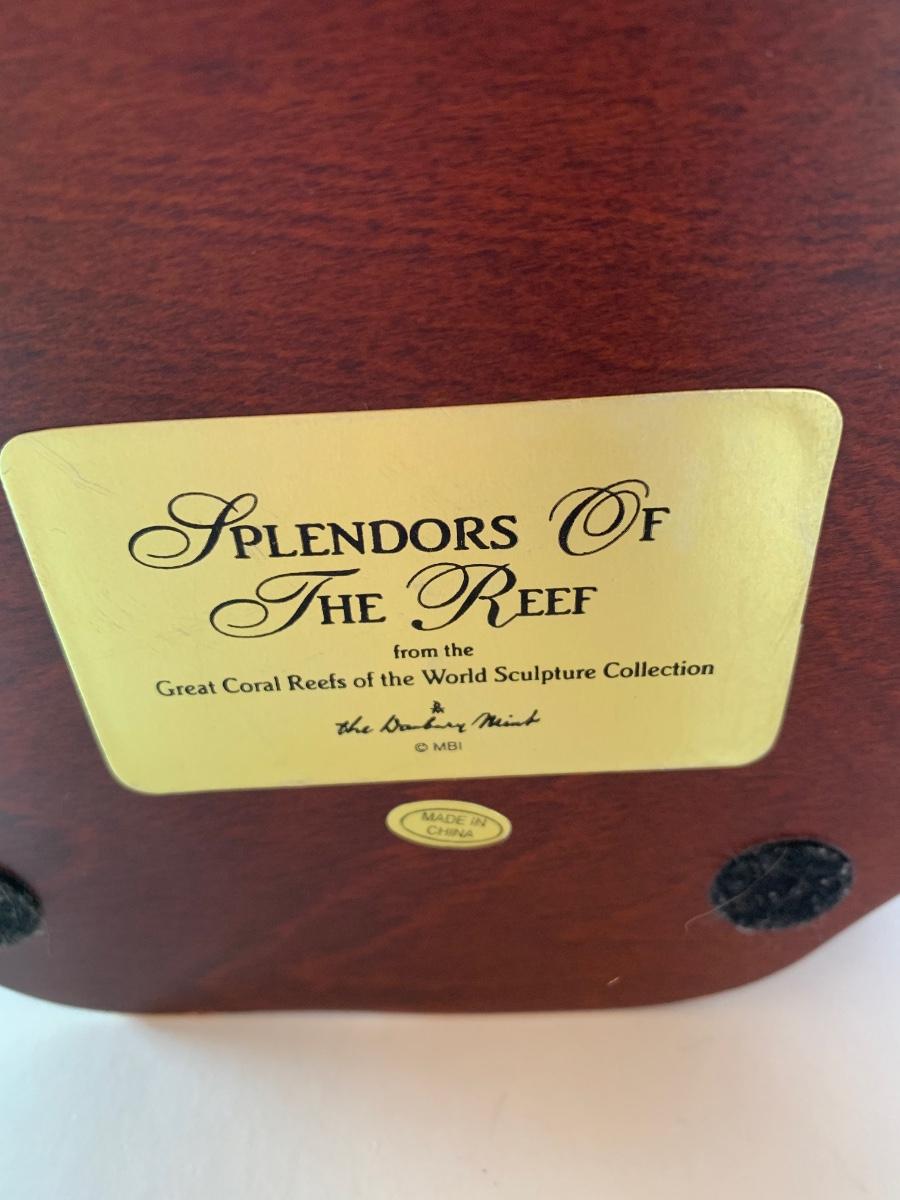 SPLENDORS OF
THE REEF
from the
Great Coral Reefs of the World Sculpture Collection
the Danbury Mint
© MBI
MADE IN
CHINA